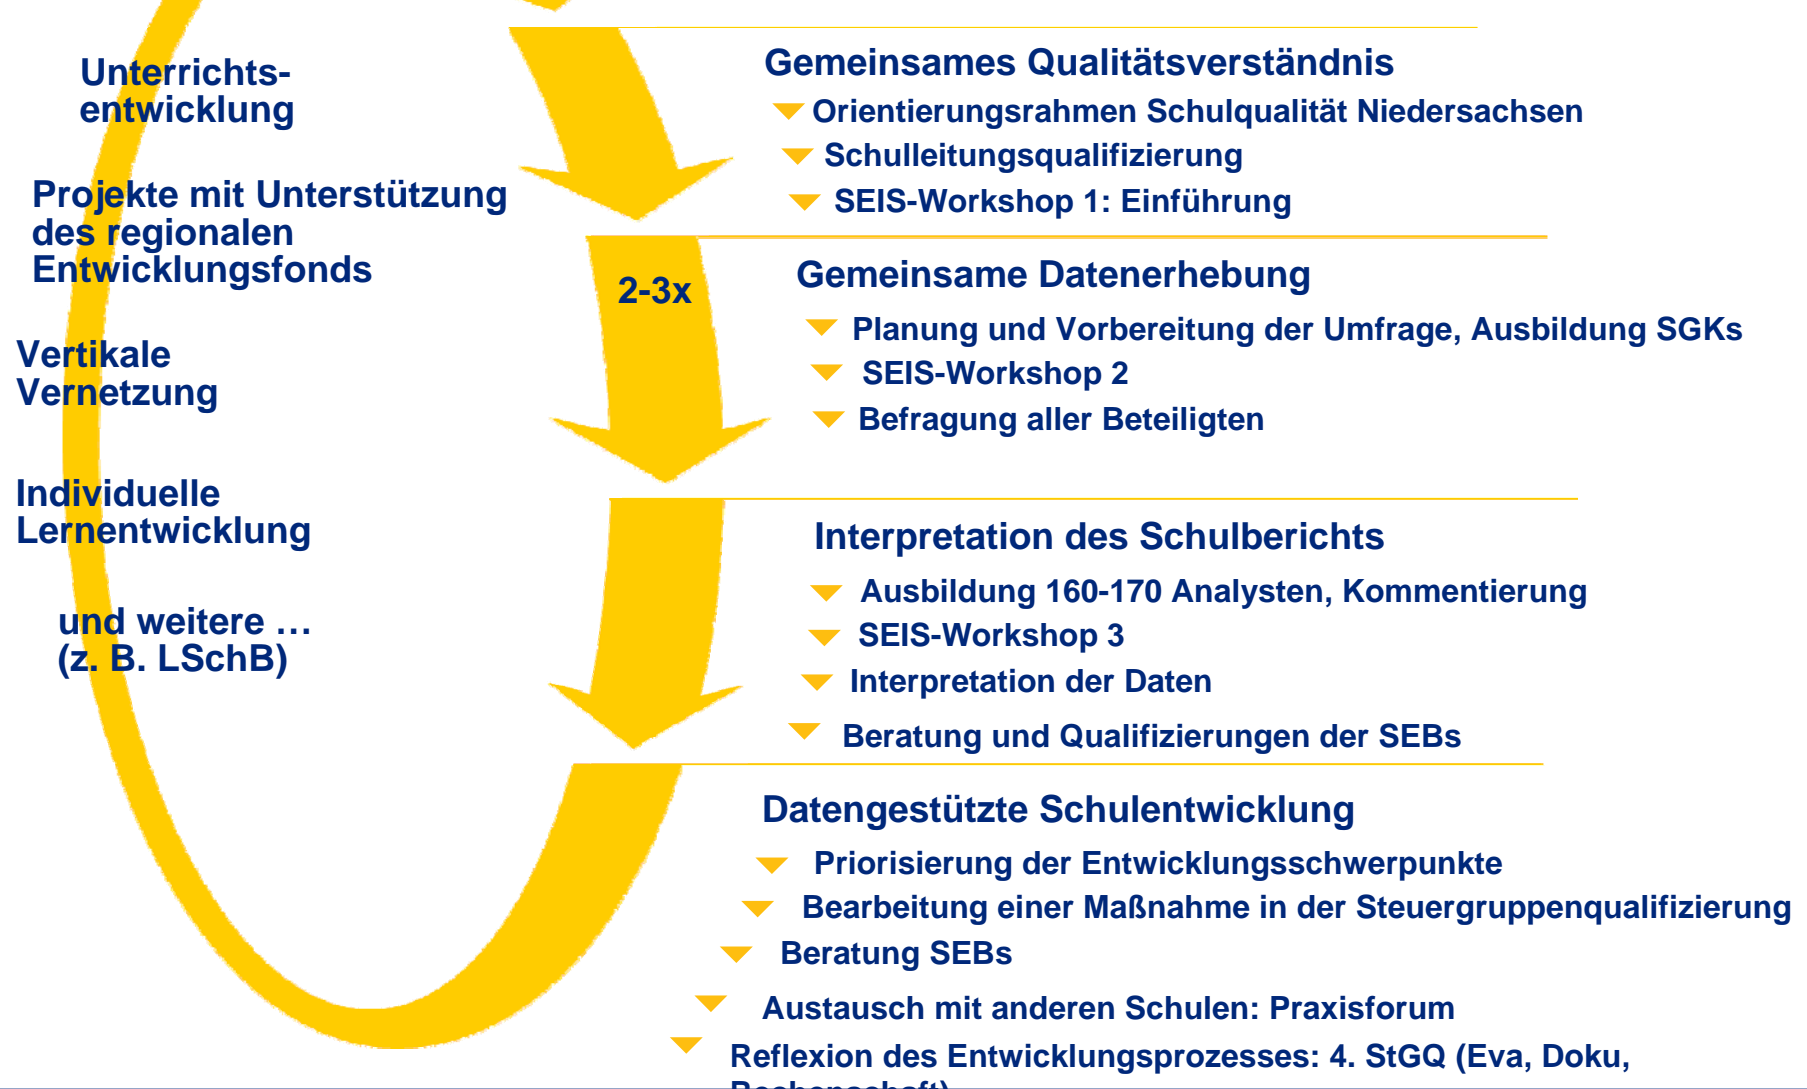 Unterrichts-
entwicklung
Projekte mit Unterstützung
des regionalen
Entwicklungsfonds
Vertikale
Vernetzung
Individuelle
Lernentwicklung
und weitere …
(z. B. LSchB)
2-3x
Gemeinsames Qualitätsverständnis
Orientierungsrahmen Schulqualität Niedersachsen
Schulleitungsqualifizierung
SEIS-Workshop 1: Einführung
Gemeinsame Datenerhebung
Planung und Vorbereitung der Umfrage, Ausbildung SGKs
SEIS-Workshop 2
Befragung aller Beteiligten
Interpretation des Schulberichts
Ausbildung 160-170 Analysten, Kommentierung
SEIS-Workshop 3
Interpretation der Daten
Beratung und Qualifizierungen der SEBs
Datengestützte Schulentwicklung
Priorisierung der Entwicklungsschwerpunkte
Bearbeitung einer Maßnahme in der Steuergruppenqualifizierung
Beratung SEBs
Austausch mit anderen Schulen: Praxisforum
Reflexion des Entwicklungsprozesses: 4. StGQ (Eva, Doku,
Rechenschaft)